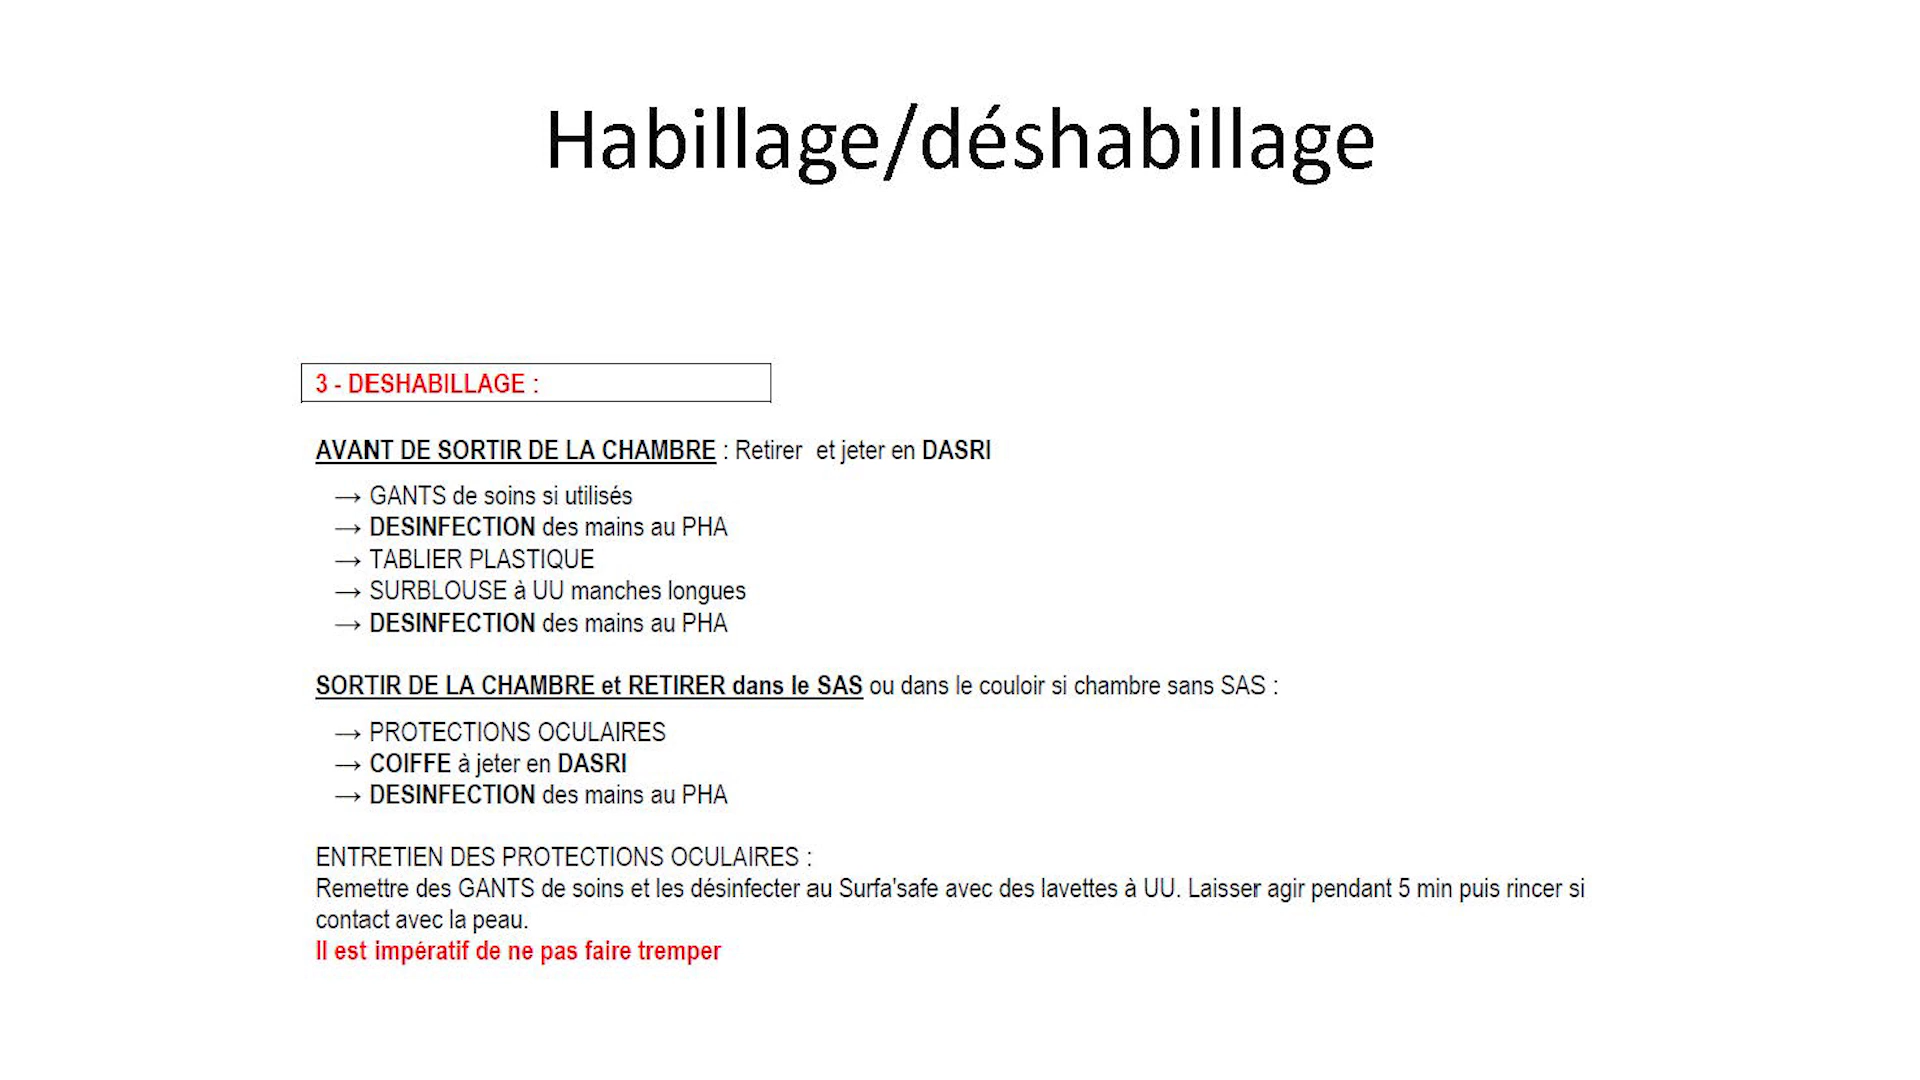 Habillage/déshabillage
3 - DESHABILLAGE :
AVANT DE SORTIR DE LA CHAMBRE : Retirer et jeter en DASRI
→ GANTS de soins si utilisés
→ DESINFECTION des mains au PHA
→ TABLIER PLASTIQUE
→ SURBLOUSE à UU manches longues
→ DESINFECTION des mains au PHA
SORTIR DE LA CHAMBRE et RETIRER dans le SAS ou dans le couloir si chambre sans SAS :
→ PROTECTIONS OCULAIRES
→ COIFFE à jeter en DASRI
→ DESINFECTION des mains au PHA
ENTRETIEN DES PROTECTIONS OCULAIRES :
Remettre des GANTS de soins et les désinfecter au Surfa'safe avec des lavettes à UU. Laisser agir pendant 5 min puis rincer si
contact avec la peau.
Il est impératif de ne pas faire tremper